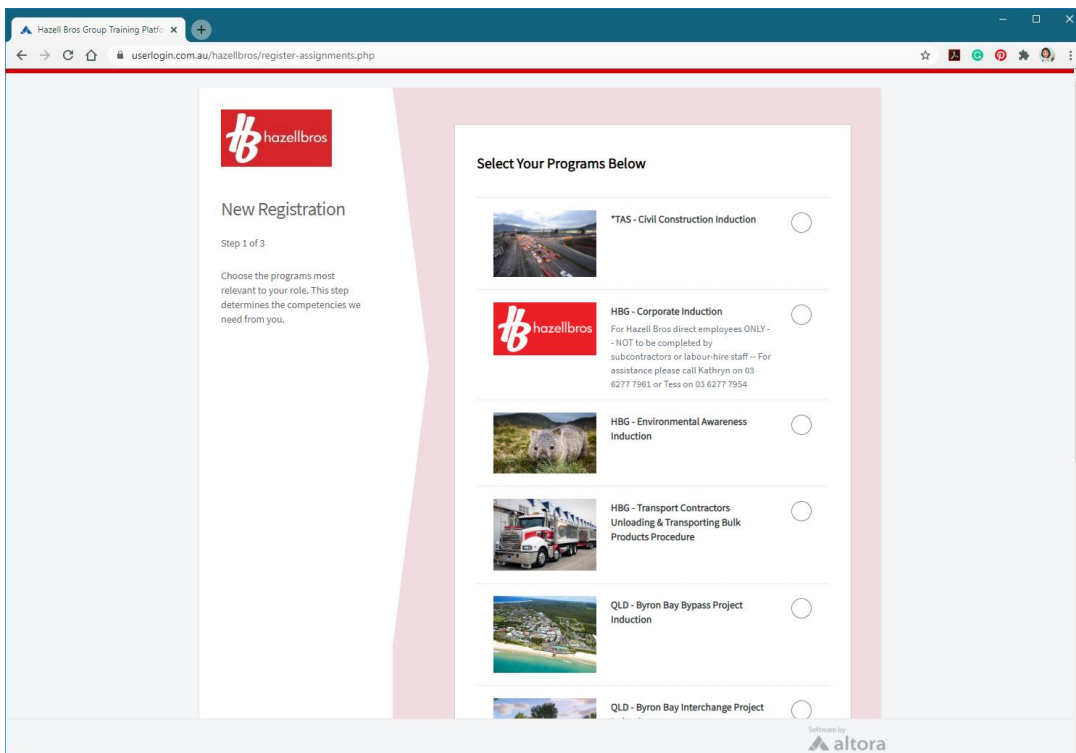 Hazell Bros Group Training Platfo
userlogin.com.au/hazellbros/register-assignments.php
HB hazellbros
New Registration
Step 1 of 3
Choose the programs most
relevant to your role. This step
determines the competencies we
need from you.
Select Your Programs Below
*TAS - Civil Construction Induction
HB hazellbros
HBG - Corporate Induction
For Hazell Bros direct employees ONLY -
- NOT to be completed by
subcontractors or labour-hire staff -- For
assistance please call Kathryn on 03
6277 7961 or Tess on 03 6277 7954
HBG - Environmental Awareness
Induction
HBG - Transport Contractors
Unloading & Transporting Bulk
Products Procedure
QLD - Byron Bay Bypass Project
Induction
QLD - Byron Bay Interchange Project
Software by
altora